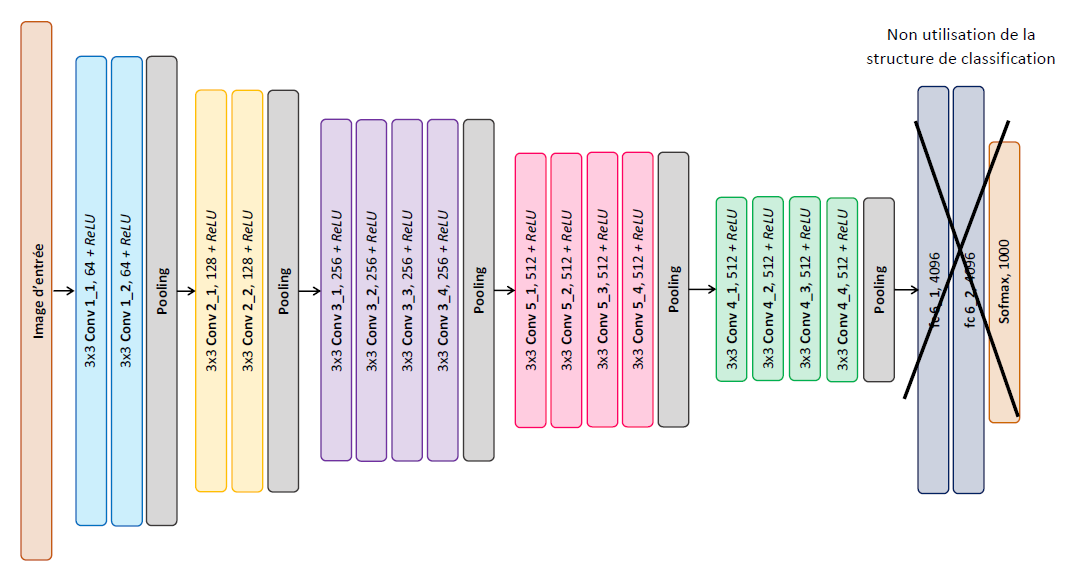 Non utilisation de la
structure de classification
Image d'entrée
3x3 Conv 1_1, 64 + ReLU
3x3 Conv 1_2, 64 + ReLU
Pooling
3x3 Conv 2_1, 128 + ReLU
3x3 Conv 2_2, 128 + ReLU
Pooling
3x3 Conv 3_1, 256 + ReLU
3x3 Conv 3_2, 256 + ReLU
3x3 Conv 3_3, 256 + ReLU
3x3 Conv 3_4, 256 + ReLU
Pooling
3x3 Conv 5_1, 512 + ReLU
3x3 Conv 5_2, 512 + ReLU
3x3 Conv 5_3, 512 + ReLU
3x3 Conv 5_4, 512 + ReLU
Pooling
3x3 Conv 4_1, 512 + ReLU
3x3 Conv 4_2, 512 + ReLU
3x3 Conv 4_3, 512 + ReLU
3x3 Conv 4_4, 512 + ReLU
Pooling
fc 6_1, 4096
fc 6_2, 4096
Sofmax, 1000